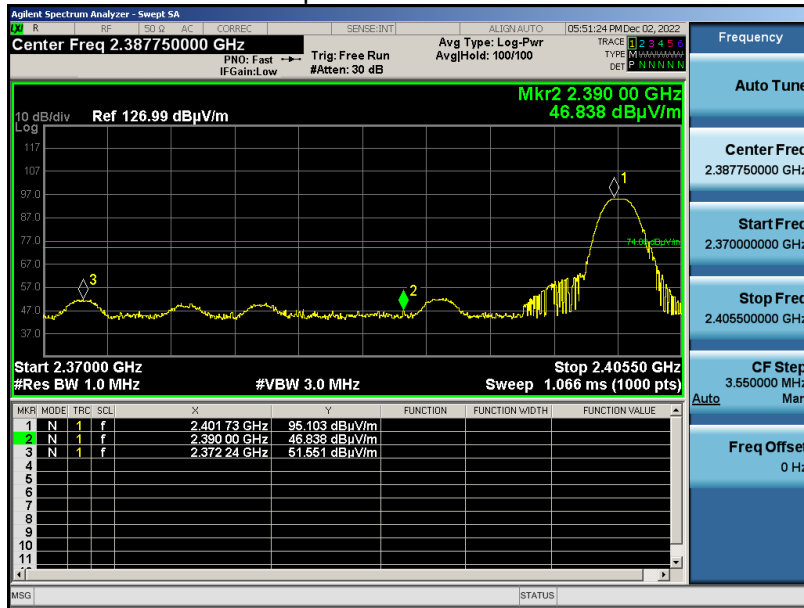 Agilent Spectrum Analyzer - Swept SA
LXI R RF 50 Ω AC CORREC SENSE:INT ALIGNAUTO 05:51:24 PM Dec 02, 2022
Center Freq 2.387750000 GHz
PNO: Fast Trig: Free Run
IFGain:Low #Atten: 30 dB
Avg Type: Log-Pwr
Avg|Hold: 100/100
TRACE 1 2 3 4 5 6
TYPE M
DET P N N N N N
Mkr2 2.390 00 GHz
46.838 dBµV/m
10 dB/div Ref 126.99 dBµV/m
Log
117
107
97.0
87.0
77.0
67.0
57.0
47.0
37.0
1
2
3
Start 2.37000 GHz Stop 2.40550 GHz
#Res BW 1.0 MHz #VBW 3.0 MHz Sweep 1.066 ms (1000 pts)
MKR MODE TRC SCL X Y FUNCTION FUNCTION WIDTH FUNCTION VALUE
1 N 1 f 2.401 73 GHz 95.103 dBµV/m
2 N 1 f 2.390 00 GHz 46.838 dBµV/m
3 N 1 f 2.372 24 GHz 51.551 dBµV/m
4
5
6
7
8
9
10
11
MSG STATUS
Frequency
Auto Tune
Center Freq
2.387750000 GHz
Start Freq
2.370000000 GHz
Stop Freq
2.405500000 GHz
CF Step
3.550000 MHz
Auto Man
Freq Offset
0 Hz